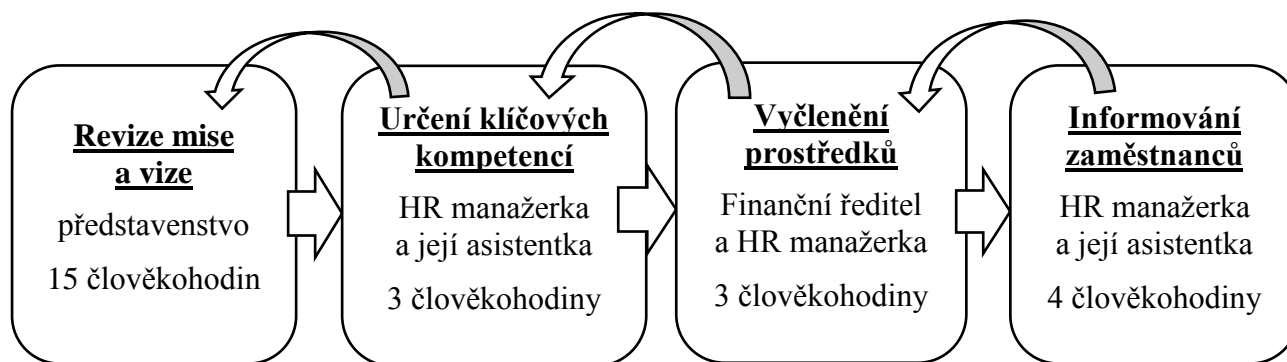 Revize mise
a vize
představenstvo
15 člověkohodin
Určení klíčových
kompetencí
HR manažerka
a její asistentka
3 člověkohodiny
Vyčlenění
prostředků
Finanční ředitel
a HR manažerka
3 člověkohodiny
Informování
zaměstnanců
HR manažerka
a její asistentka
4 člověkohodiny